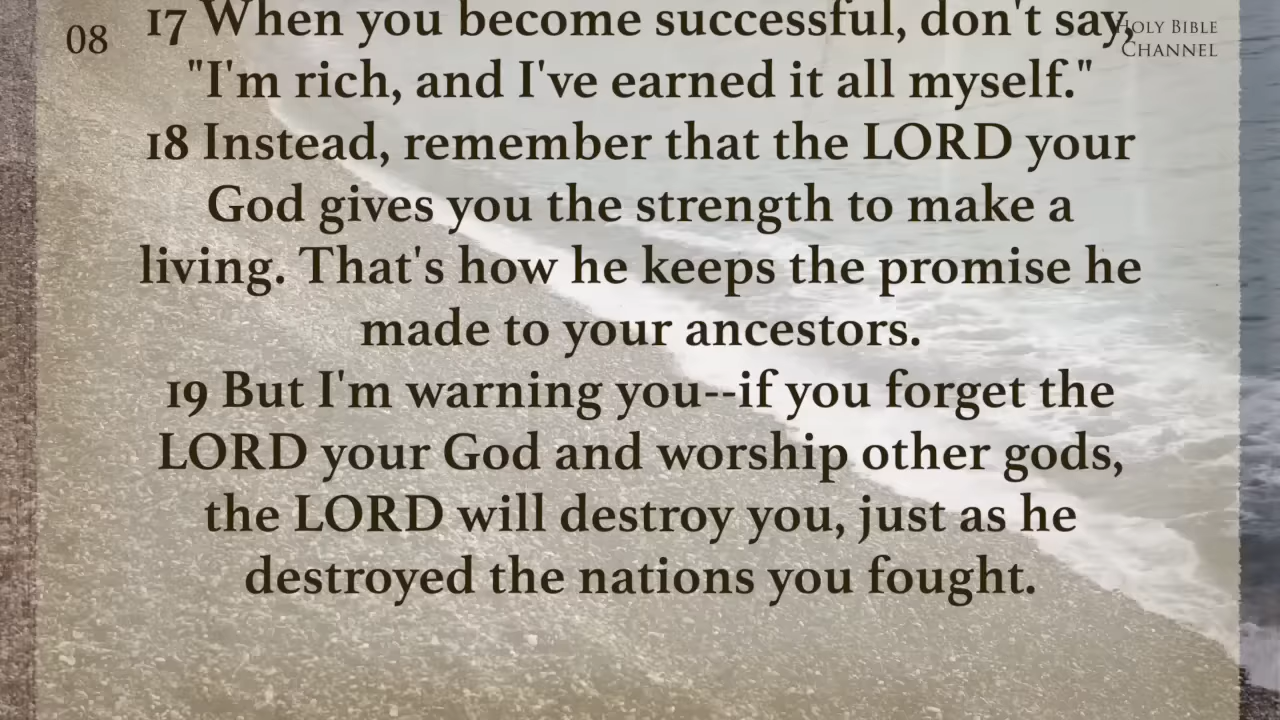 08
HOLY BIBLE
CHANNEL
17 When you become successful, don't say,
"I'm rich, and I've earned it all myself."
18 Instead, remember that the LORD your
God gives you the strength to make a
living. That's how he keeps the promise he
made to your ancestors.
19 But I'm warning you--if you forget the
LORD your God and worship other gods,
the LORD will destroy you, just as he
destroyed the nations you fought.